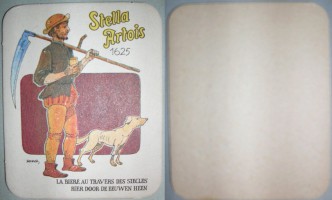 Stella
Artois
1625
LA BIERE AU TRAVERS DES SIECLES
BIER DOOR DE EEUWEN HEEN